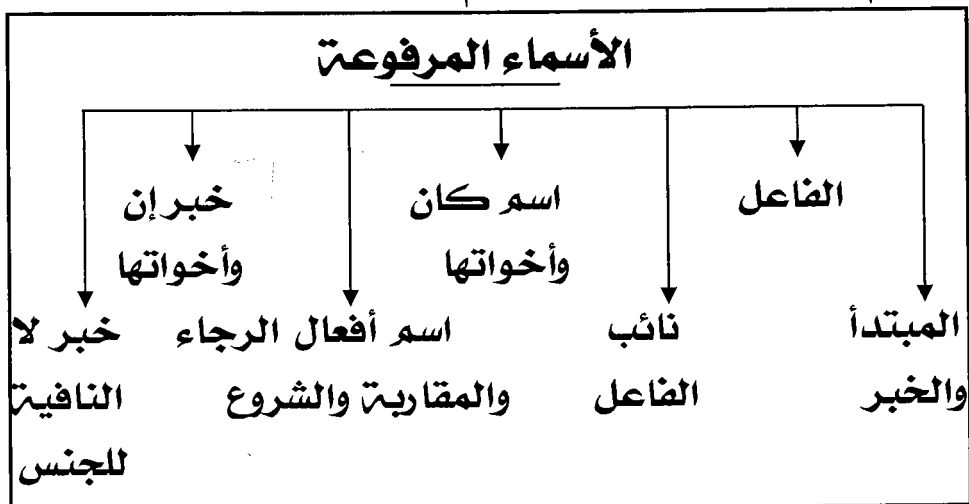 الأسماء المرفوعة
الفاعل
اسم كان
وأخواتها
خبر إن
وأخواتها
المبتدأ
والخبر
نائب
الفاعل
اسم أفعال الرجاء
والمقاربة والشروع
خبر لا
النافية
للجنس